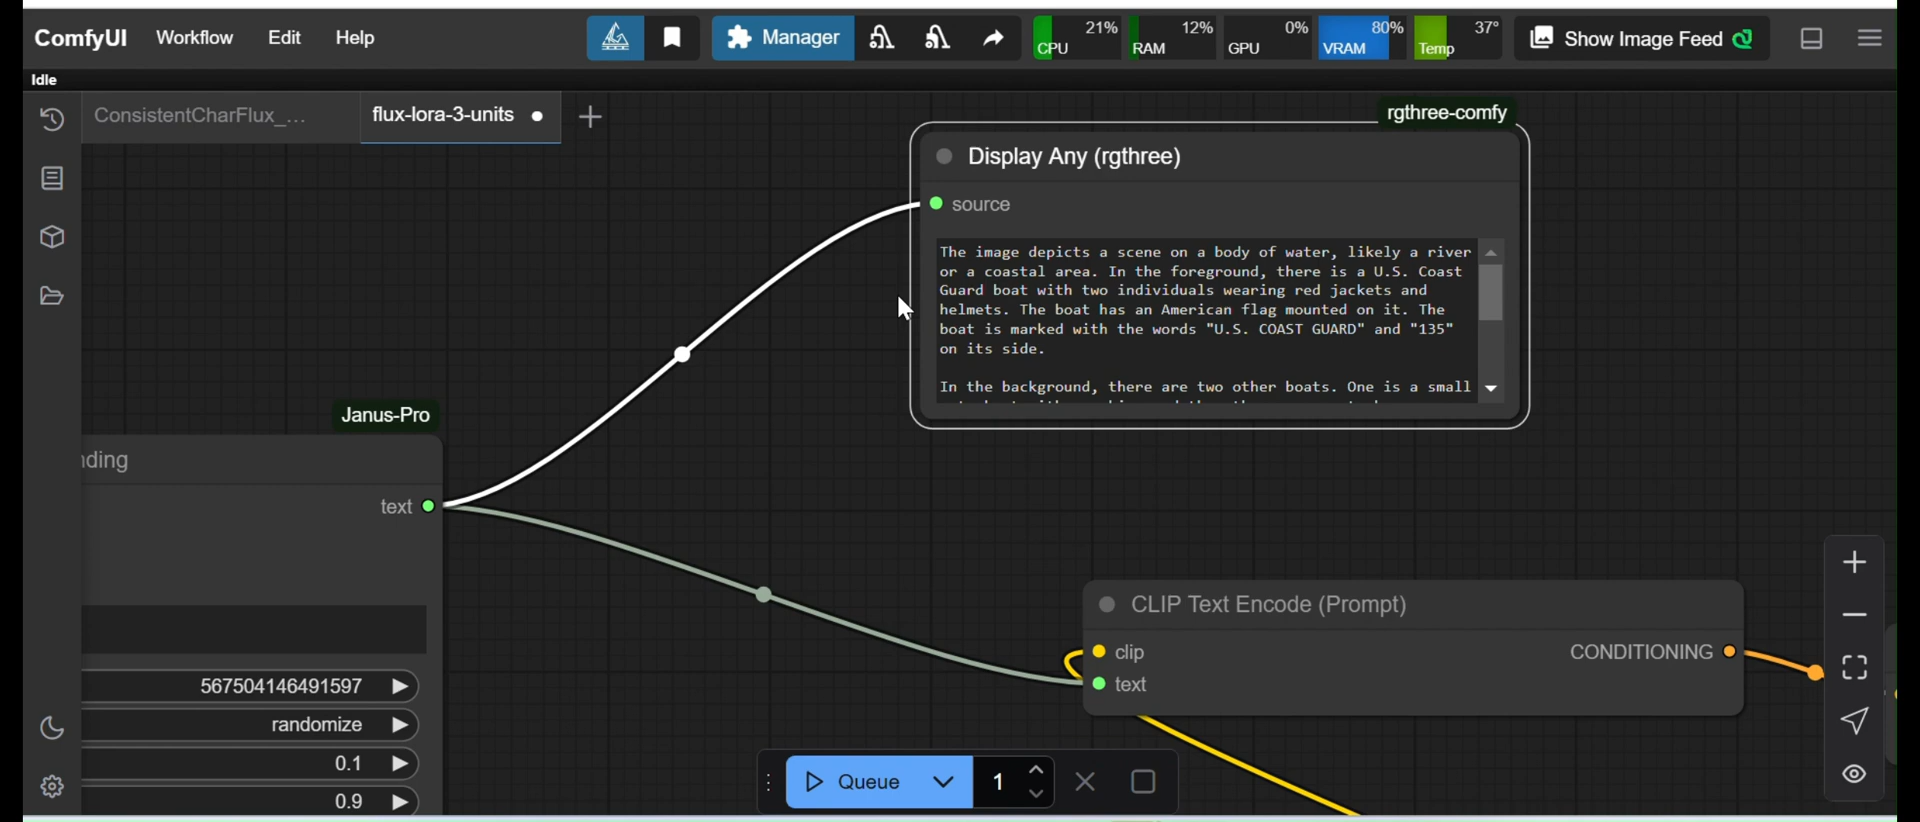 ComfyUI Workflow Edit Help Manager CPU 21% RAM 12% GPU 0% VRAM 80% Temp 37° Show Image Feed
Idle
ConsistentCharFlux_... flux-lora-3-units
rgthree-comfy
Display Any (rgthree)
source
The image depicts a scene on a body of water, likely a river
or a coastal area. In the foreground, there is a U.S. Coast
Guard boat with two individuals wearing red jackets and
helmets. The boat has an American flag mounted on it. The
boat is marked with the words "U.S. COAST GUARD" and "135"
on its side.
In the background, there are two other boats. One is a small
Janus-Pro
nding
text
CLIP Text Encode (Prompt)
clip CONDITIONING
text
567504146491597
randomize
0.1
0.9
Queue 1